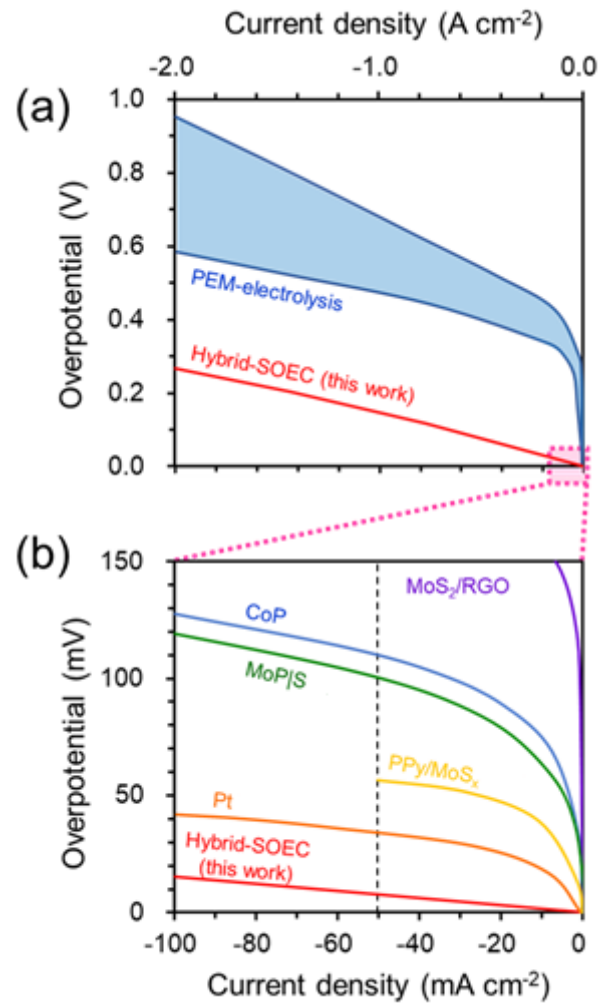 Current density (A cm⁻²)
-2.0 -1.0 0.0
(a)
1.0
0.8
0.6
0.4
0.2
0.0
Overpotential (V)
PEM-electrolysis
Hybrid-SOEC (this work)
(b)
150
100
50
0
Overpotential (mV)
MoS₂/RGO
CoP
MoP|S
PPy/MoSₓ
Pt
Hybrid-SOEC
(this work)
-100 -80 -60 -40 -20 0
Current density (mA cm⁻²)